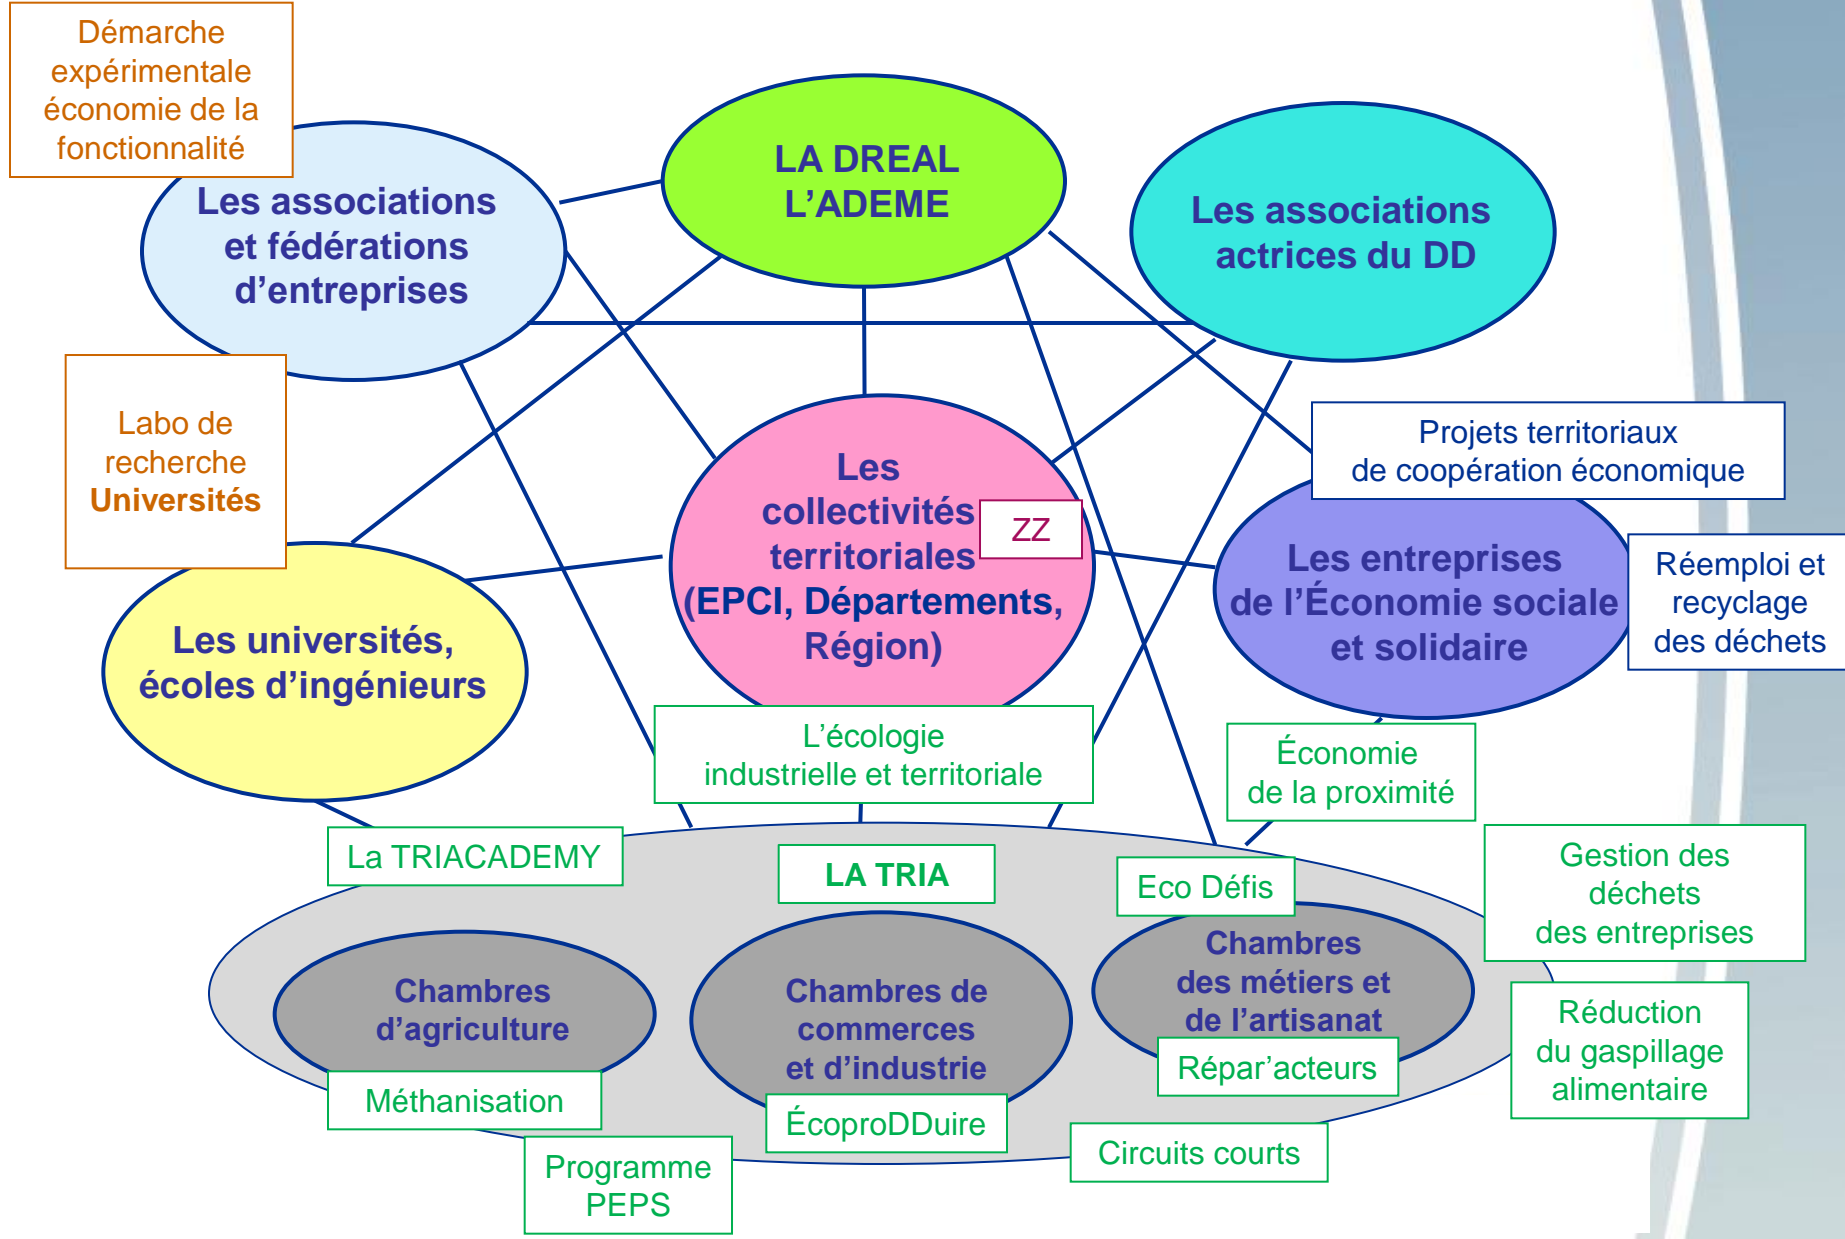 Démarche
expérimentale
économie de la
fonctionnalité
LA DREAL
L’ADEME
Les associations
et fédérations
d’entreprises
Les associations
actrices du DD
Labo de
recherche
Universités
Projets territoriaux
de coopération économique
Les
collectivités
territoriales
(EPCI, Départements,
Région)
ZZ
Les entreprises
de l’Économie sociale
et solidaire
Réemploi et
recyclage
des déchets
Les universités,
écoles d’ingénieurs
L’écologie
industrielle et territoriale
Économie
de la proximité
La TRIACADEMY
LA TRIA
Eco Défis
Gestion des
déchets
des entreprises
Chambres
d’agriculture
Chambres de
commerces
et d’industrie
Chambres
des métiers et
de l’artisanat
Réduction
du gaspillage
alimentaire
Répar’acteurs
Méthanisation
ÉcoproDDuire
Circuits courts
Programme
PEPS